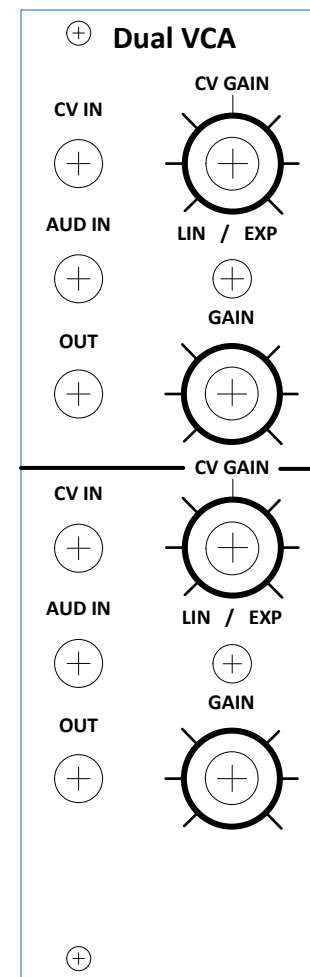 Dual VCA
CV GAIN
CV IN
AUD IN
LIN / EXP
GAIN
OUT
CV GAIN
CV IN
AUD IN
LIN / EXP
GAIN
OUT